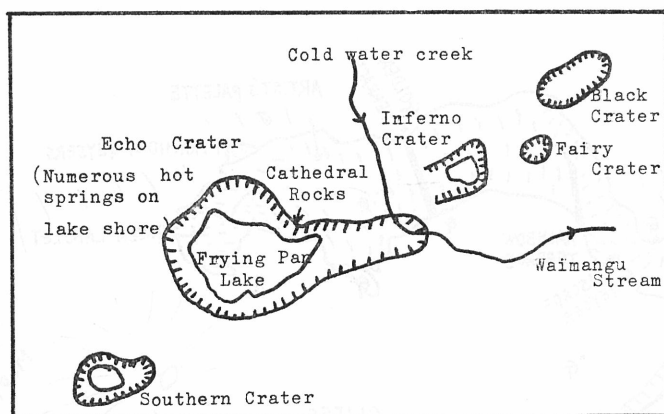 Cold water creek
Black
Crater
Inferno
Crater
Fairy
Crater
Echo Crater
(Numerous hot
springs on
lake shore)
Cathedral
Rocks
Frying Pan
Lake
Waimangu
Stream
Southern Crater